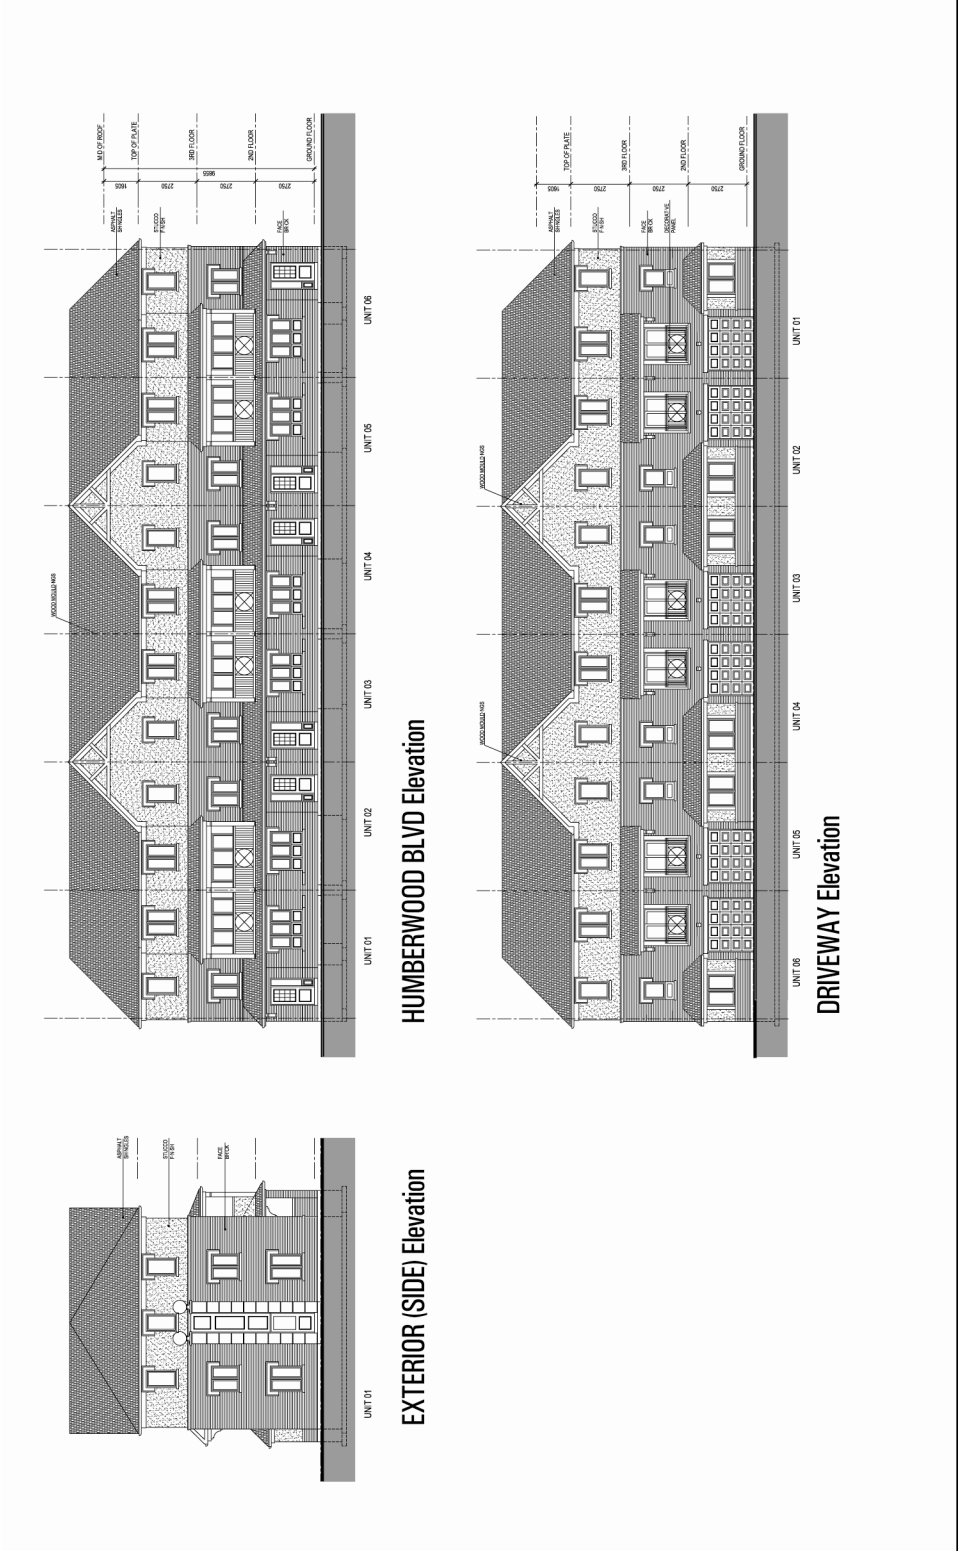 ASPHALT
SHINGLES
STUCCO
FINISH
FACE
BRICK
UNIT 01
EXTERIOR (SIDE) Elevation
WOOD MOULDINGS
ASPHALT
SHINGLES
STUCCO
FINISH
FACE
BRICK
MID OF ROOF
TOP OF PLATE
3RD FLOOR
2ND FLOOR
GROUND FLOOR
1605
2750
2750
2750
9855
UNIT 01
UNIT 02
UNIT 03
UNIT 04
UNIT 05
UNIT 06
HUMBERWOOD BLVD Elevation
WOOD MOULDINGS
WOOD MOULDINGS
ASPHALT
SHINGLES
STUCCO
FINISH
FACE
BRICK
DECORATIVE
PANEL
TOP OF PLATE
3RD FLOOR
2ND FLOOR
GROUND FLOOR
1605
2750
2750
2750
UNIT 06
UNIT 05
UNIT 04
UNIT 03
UNIT 02
UNIT 01
DRIVEWAY Elevation